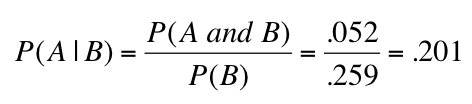 P(A | B) = P(A and B) / P(B) = .052 / .259 = .201